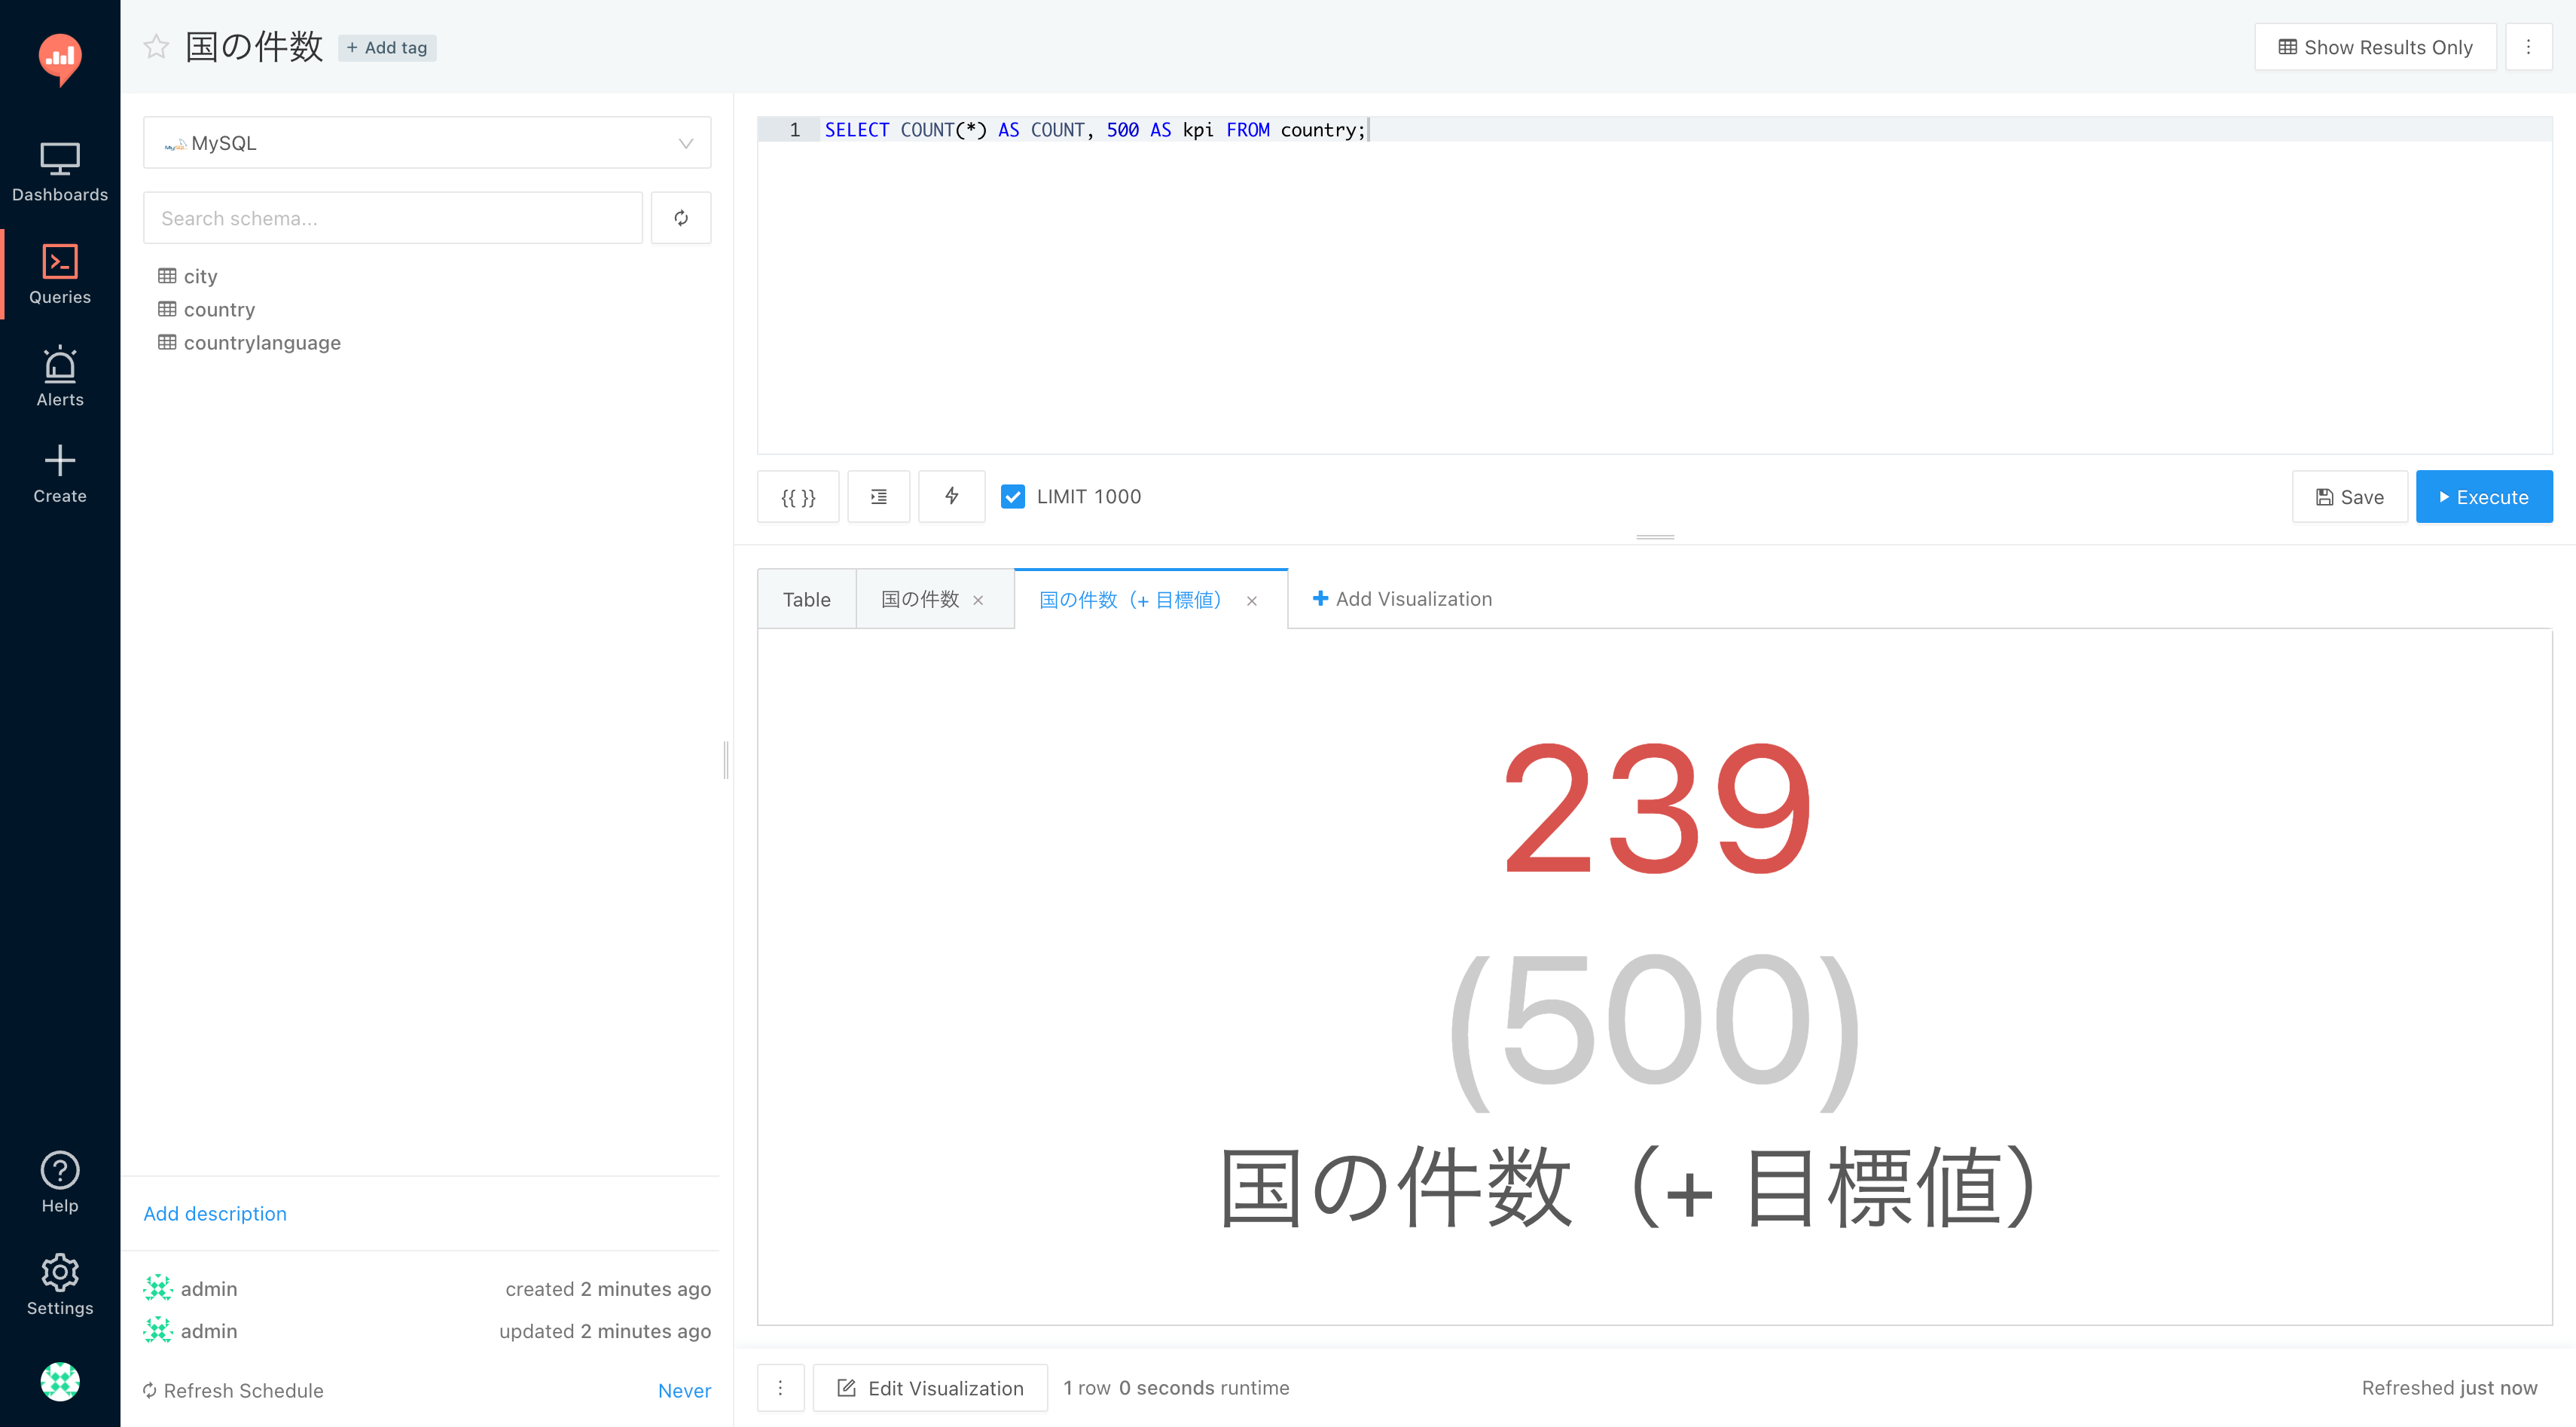 国の件数
+ Add tag
Show Results Only
Dashboards
Queries
Alerts
Create
Help
Settings
MySQL
Search schema...
city
country
countrylanguage
Add description
admin created 2 minutes ago
admin updated 2 minutes ago
Refresh Schedule Never
1 SELECT COUNT(*) AS COUNT, 500 AS kpi FROM country;
{{ }}
LIMIT 1000
Save
Execute
Table
国の件数 ×
国の件数（+ 目標値） ×
+ Add Visualization
239
(500)
国の件数（+ 目標値）
Edit Visualization
1 row 0 seconds runtime
Refreshed just now